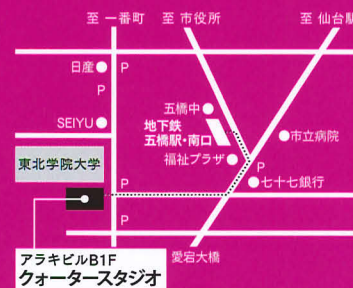 至 一番町
至 市役所
至 仙台駅
日産
P
P
五橋中
SEIYU
地下鉄
五橋駅・南口
市立病院
東北学院大学
福祉プラザ
P
P
七十七銀行
P
アラキビルB1F
愛宕大橋
クォータースタジオ